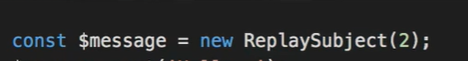 const $message = new ReplaySubject(2);